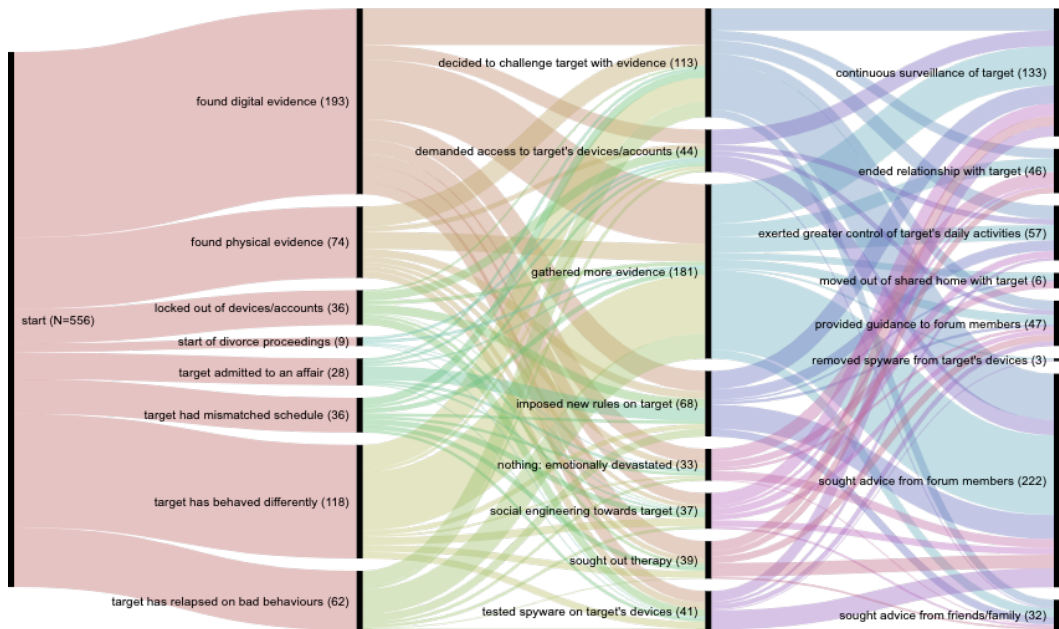 start (N=556)
found digital evidence (193)
found physical evidence (74)
locked out of devices/accounts (36)
start of divorce proceedings (9)
target admitted to an affair (28)
target had mismatched schedule (36)
target has behaved differently (118)
target has relapsed on bad behaviours (62)
decided to challenge target with evidence (113)
demanded access to target's devices/accounts (44)
gathered more evidence (181)
imposed new rules on target (68)
nothing: emotionally devastated (33)
social engineering towards target (37)
sought out therapy (39)
tested spyware on target's devices (41)
continuous surveillance of target (133)
ended relationship with target (46)
exerted greater control of target's daily activities (57)
moved out of shared home with target (6)
provided guidance to forum members (47)
removed spyware from target's devices (3)
sought advice from forum members (222)
sought advice from friends/family (32)